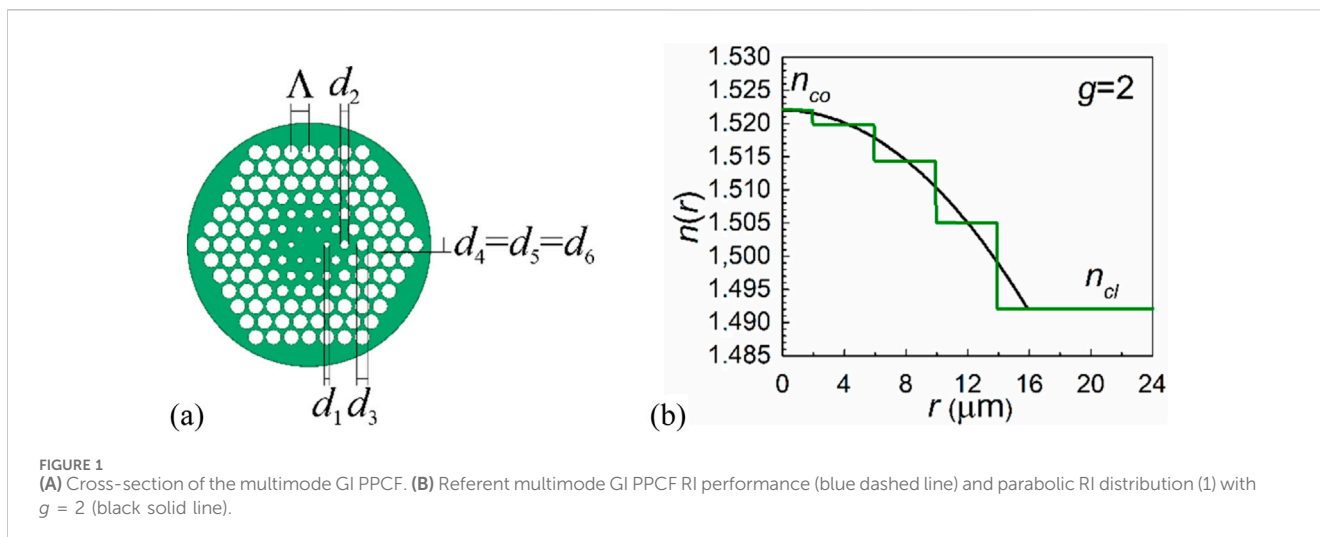 Λ d₂
d₄=d₅=d₆
d₁ d₃
(a)
1.530
1.525
1.520
1.515
1.510
1.505
1,500
1.495
1.490
1.485
n(r)
n_co
g=2
n_cl
0 4 8 12 16 20 24
r (μm)
(b)
FIGURE 1
(A) Cross-section of the multimode GI PPCF. (B) Referent multimode GI PPCF RI performance (blue dashed line) and parabolic RI distribution (1) with
g = 2 (black solid line).